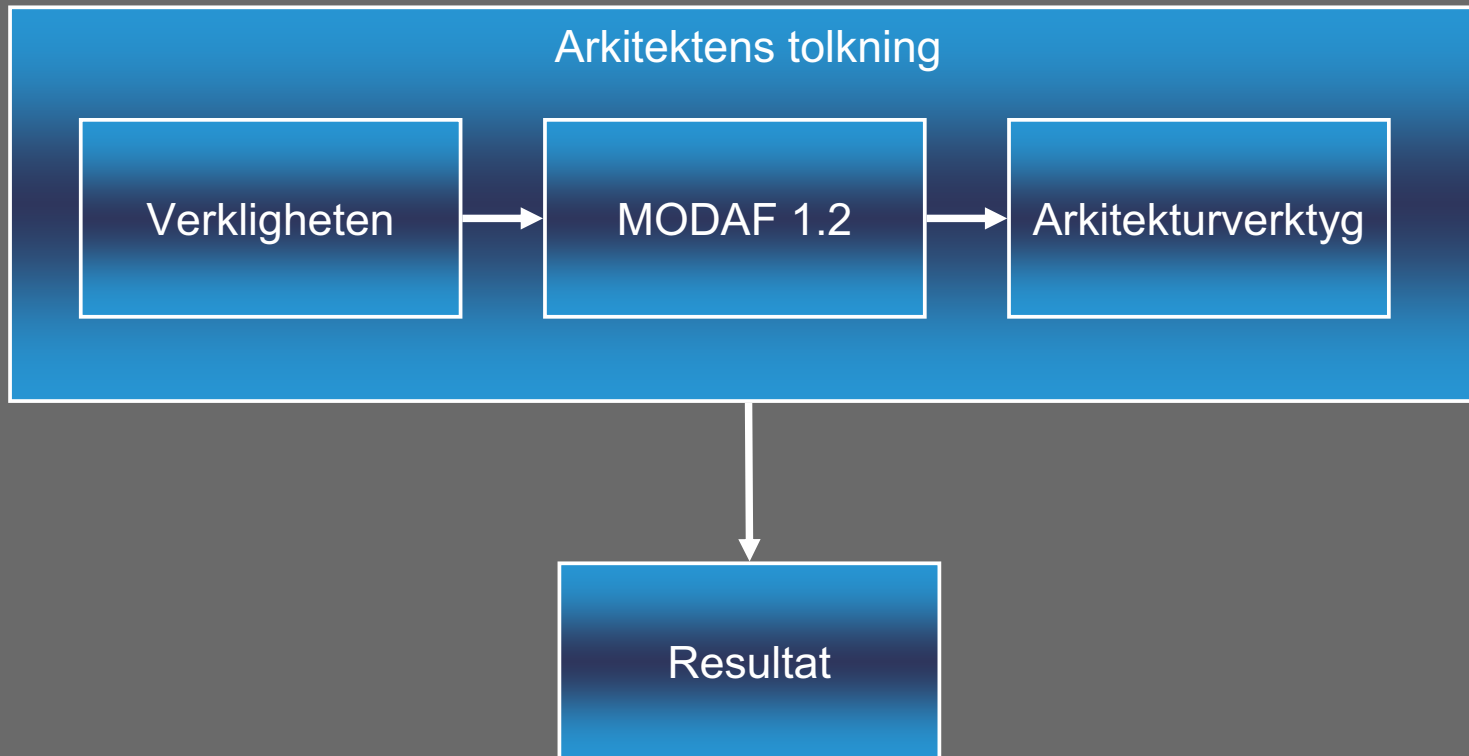 Arkitektens tolkning
Verkligheten
MODAF 1.2
Arkitekturverktyg
Resultat